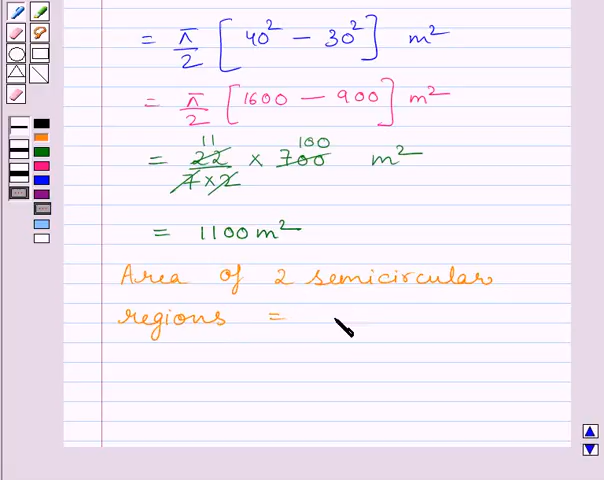 = π/2 [ 40² − 30² ] m²
= π/2 [ 1600 − 900 ] m²
11 100
= 22/(7 × 2) × 700 m²
= 1100 m²
Area of 2 semicircular
regions =